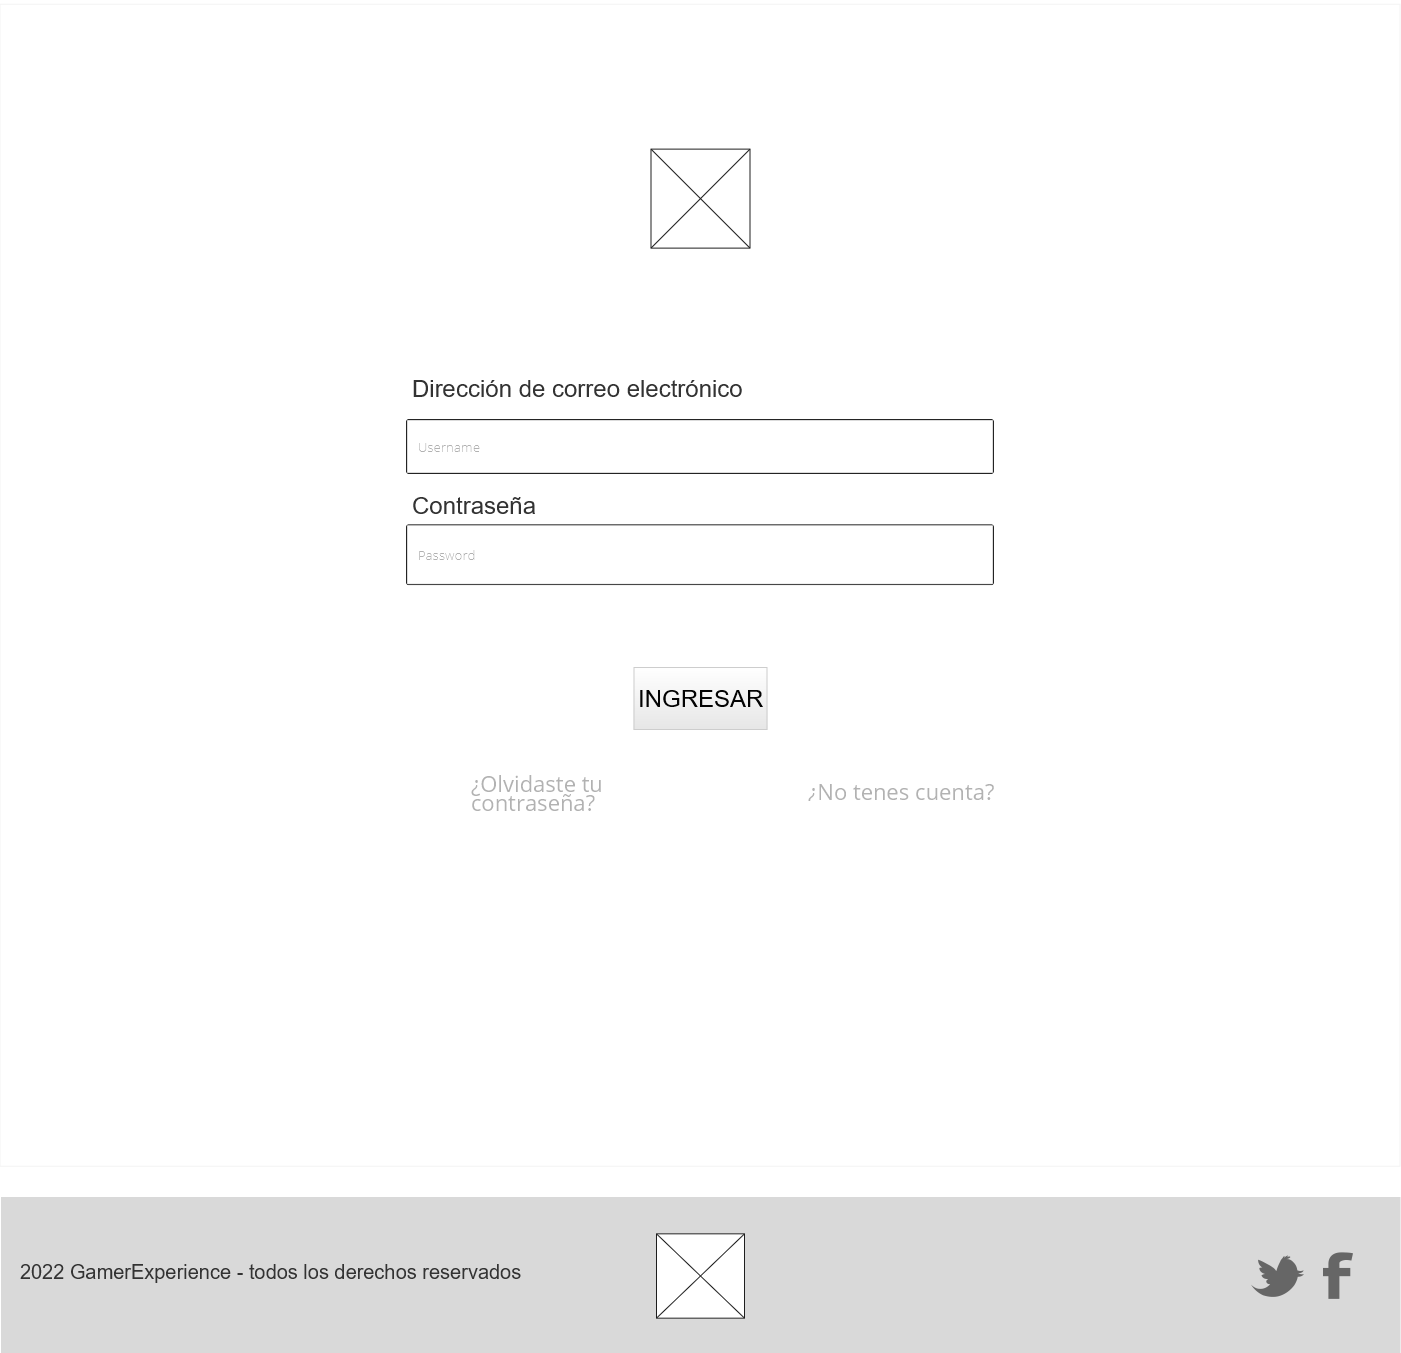 Dirección de correo electrónico
Username
Contraseña
Password
INGRESAR
¿Olvidaste tu
contraseña?
¿No tenes cuenta?
2022 GamerExperience - todos los derechos reservados